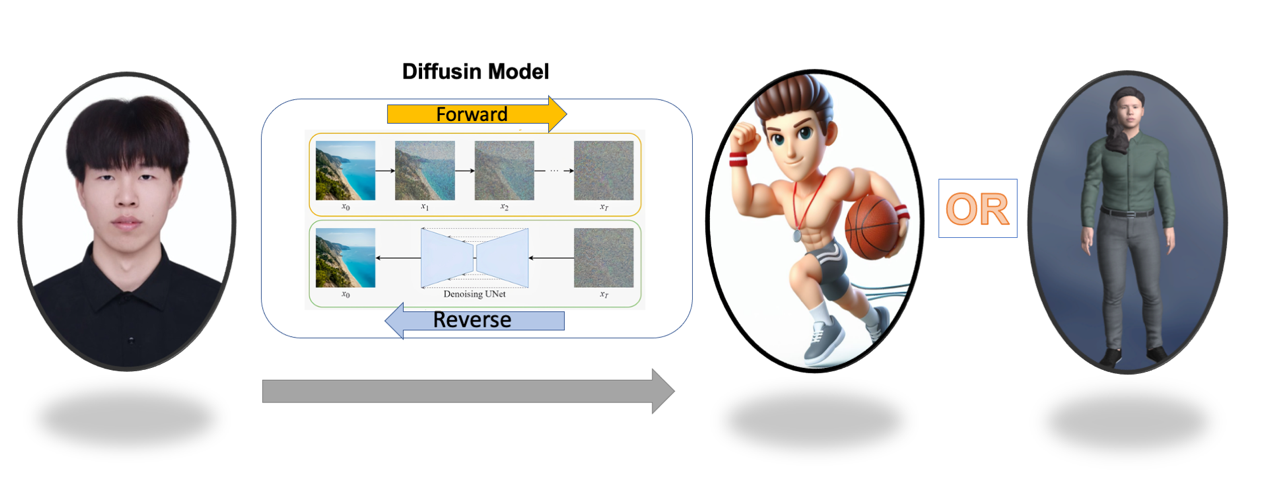 Diffusin Model
Forward
x0
x1
x2
...
xT
x0
Denoising UNet
xT
Reverse
OR